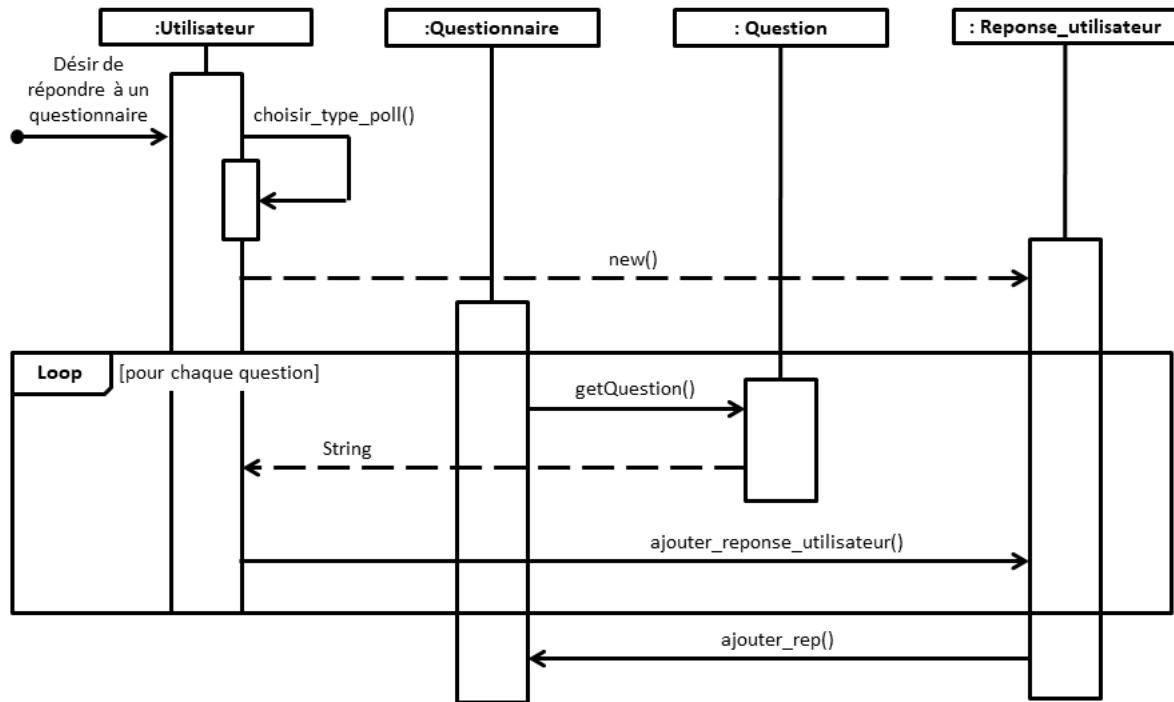 :Utilisateur
:Questionnaire
: Question
: Reponse_utilisateur
Désir de
répondre à un
questionnaire
choisir_type_poll()
new()
Loop
[pour chaque question]
getQuestion()
String
ajouter_reponse_utilisateur()
ajouter_rep()